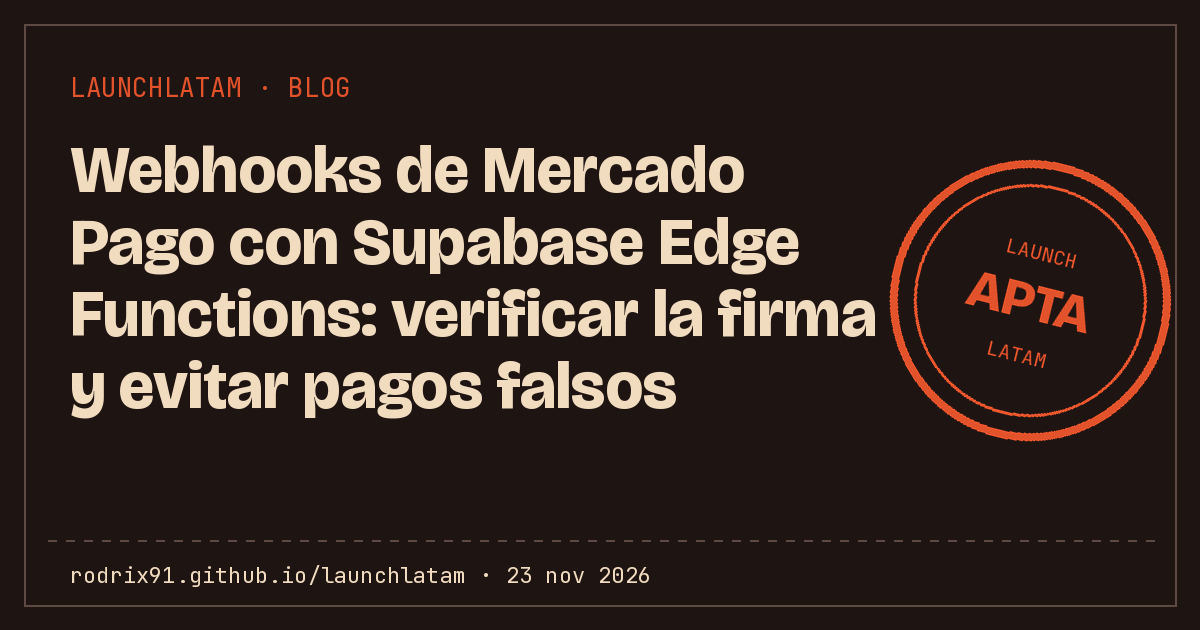 LAUNCHLATAM · BLOG
Webhooks de Mercado
Pago con Supabase Edge
Functions: verificar la firma
y evitar pagos falsos
LAUNCH
APTA
LATAM
rodrix91.github.io/launchlatam · 23 nov 2026